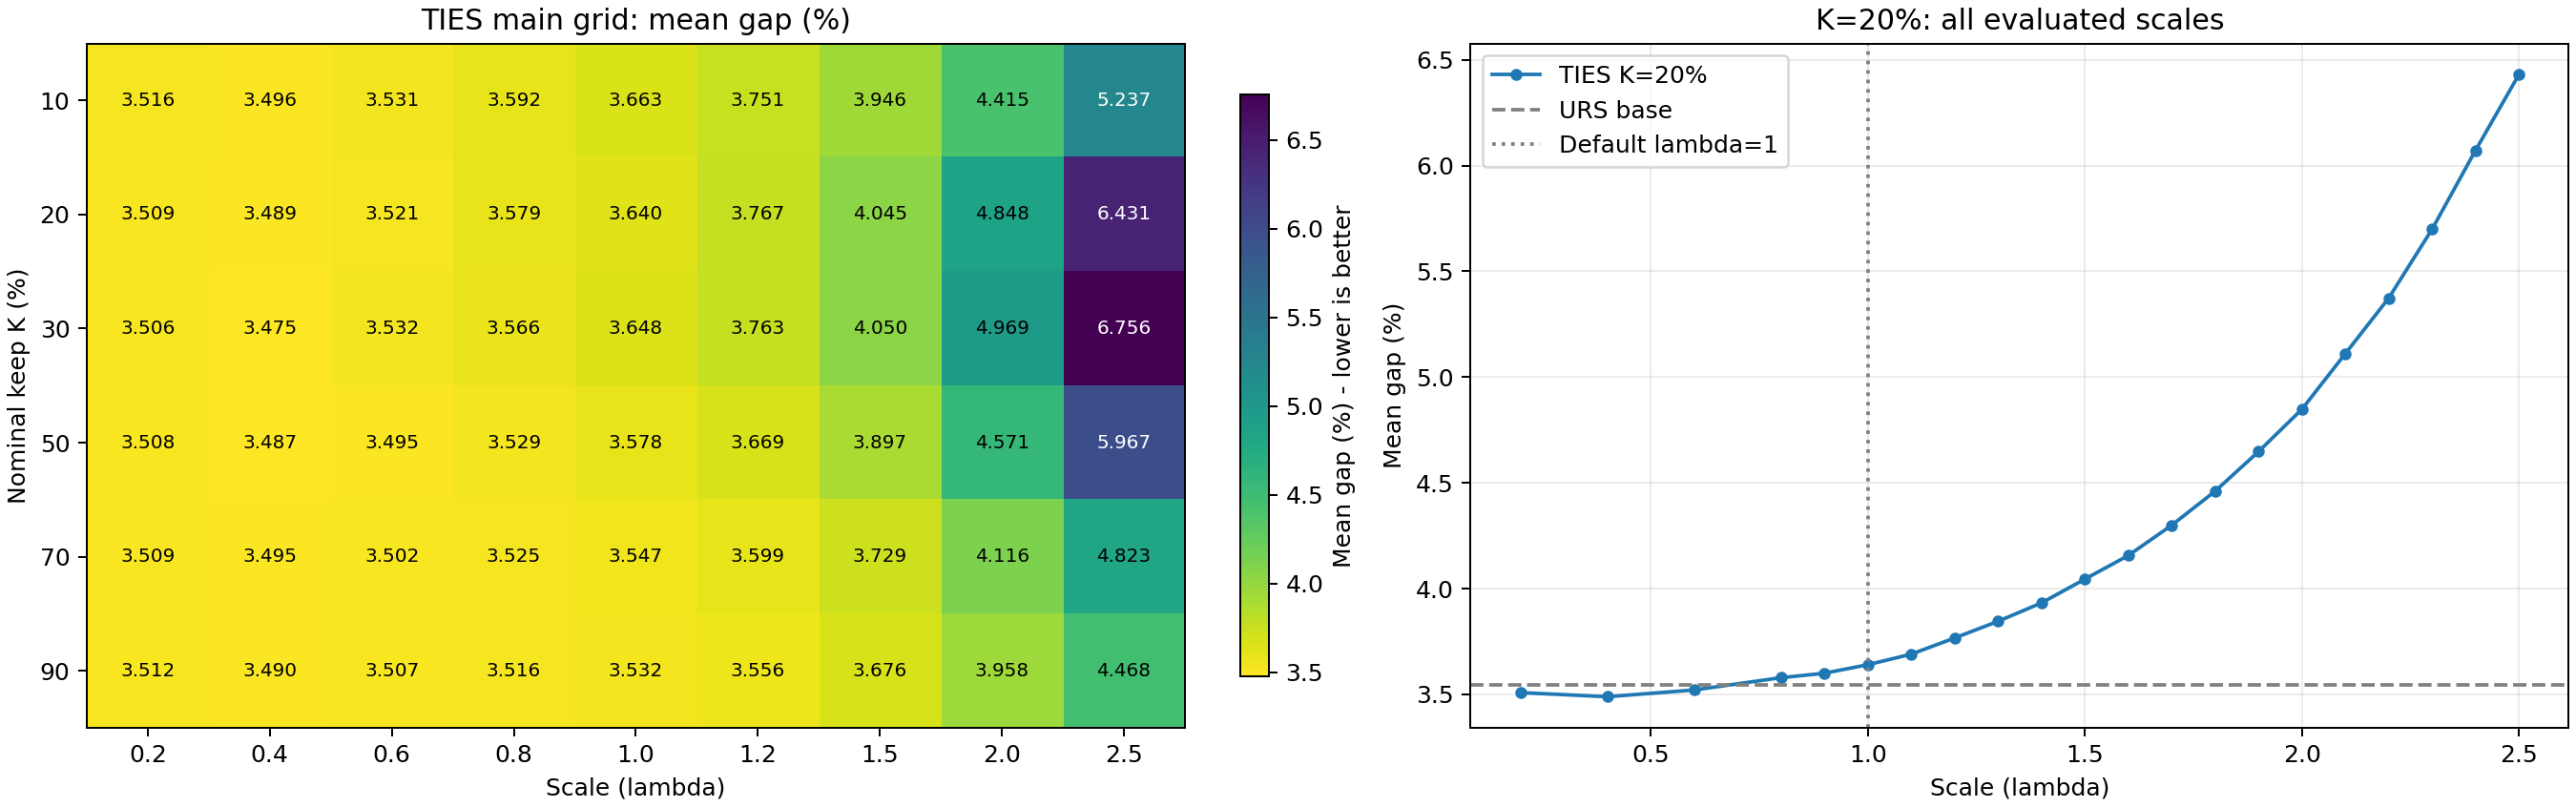 TIES main grid: mean gap (%)
Nominal keep K (%)
10 3.516 3.496 3.531 3.592 3.663 3.751 3.946 4.415 5.237
20 3.509 3.489 3.521 3.579 3.640 3.767 4.045 4.848 6.431
30 3.506 3.475 3.532 3.566 3.648 3.763 4.050 4.969 6.756
50 3.508 3.487 3.495 3.529 3.578 3.669 3.897 4.571 5.967
70 3.509 3.495 3.502 3.525 3.547 3.599 3.729 4.116 4.823
90 3.512 3.490 3.507 3.516 3.532 3.556 3.676 3.958 4.468
0.2 0.4 0.6 0.8 1.0 1.2 1.5 2.0 2.5
Scale (lambda)
6.5
6.0
5.5
5.0
4.5
4.0
3.5
Mean gap (%) - lower is better
K=20%: all evaluated scales
TIES K=20%
URS base
Default lambda=1
Mean gap (%)
6.5
6.0
5.5
5.0
4.5
4.0
3.5
0.5 1.0 1.5 2.0 2.5
Scale (lambda)